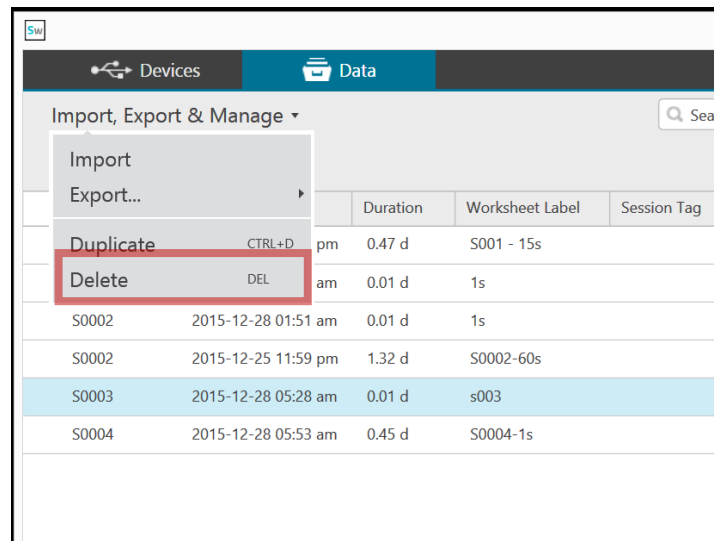 Sw
Devices Data
Import, Export & Manage Sea
Import
Export...
Duration Worksheet Label Session Tag
Duplicate CTRL+D pm 0.47 d S001 - 15s
Delete DEL am 0.01 d 1s
S0002 2015-12-28 01:51 am 0.01 d 1s
S0002 2015-12-25 11:59 pm 1.32 d S0002-60s
S0003 2015-12-28 05:28 am 0.01 d s003
S0004 2015-12-28 05:53 am 0.45 d S0004-1s